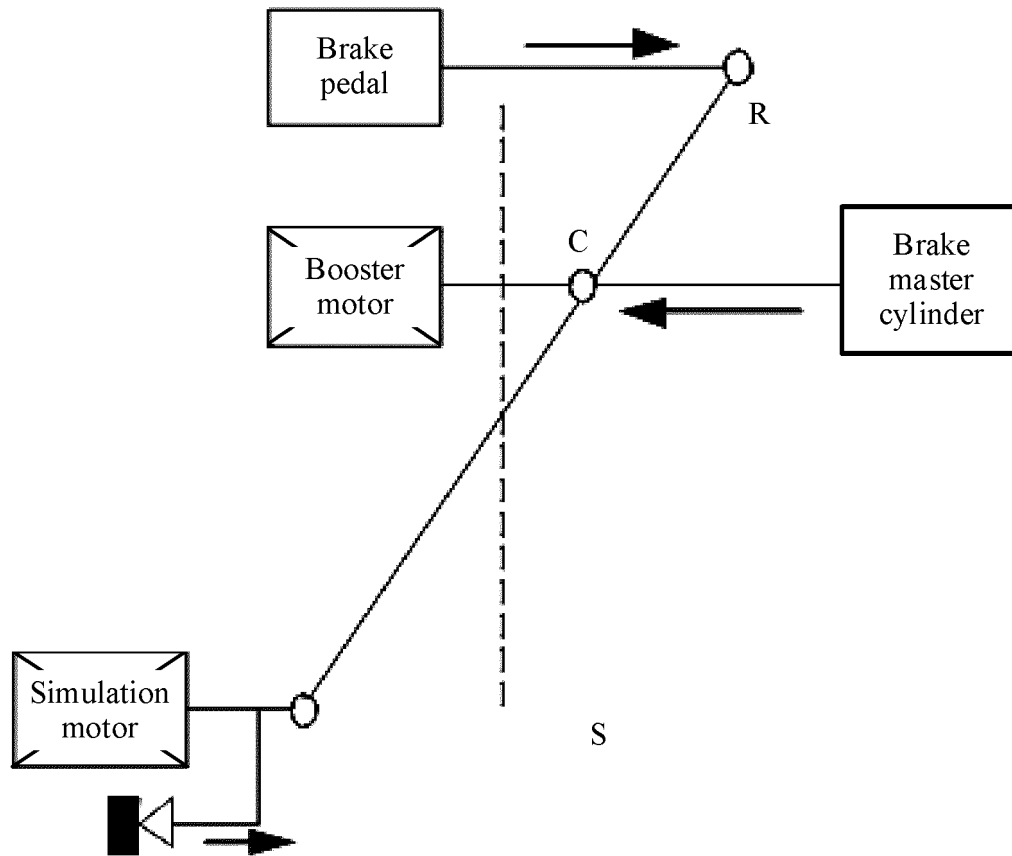 Brake
pedal
R
C
Booster
motor
Brake
master
cylinder
Simulation
motor
S